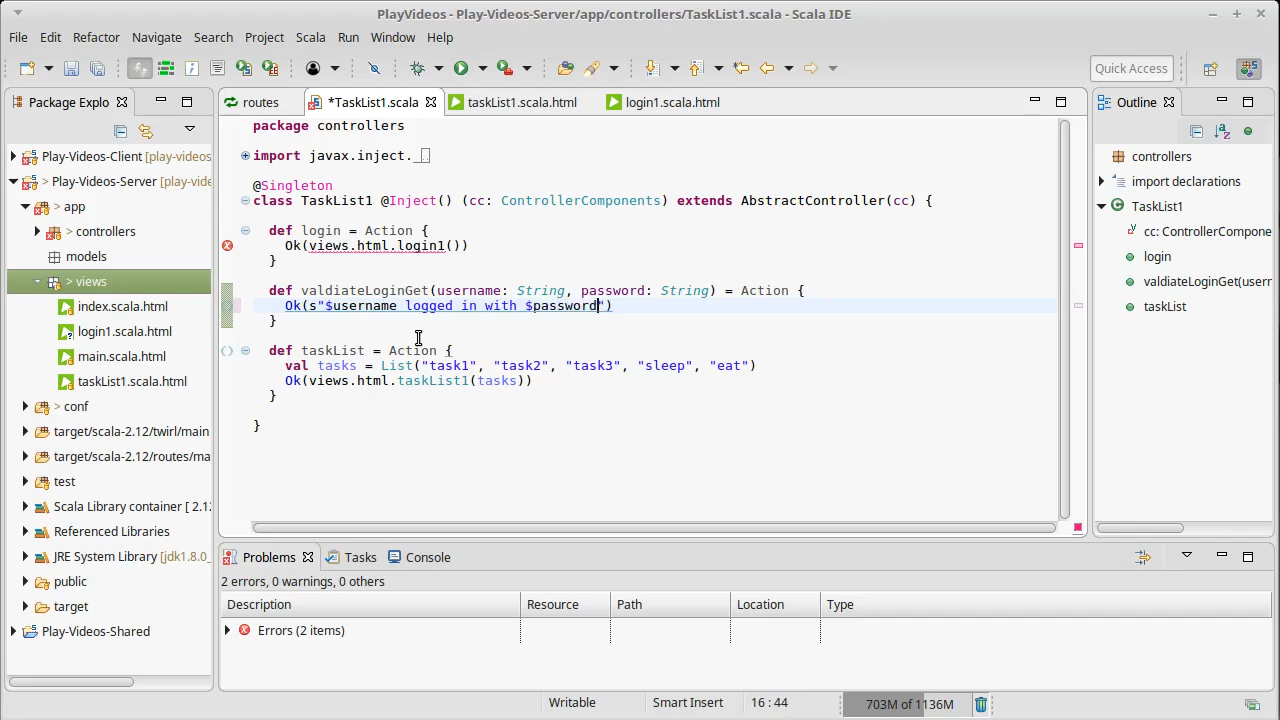 PlayVideos - Play-Videos-Server/app/controllers/TaskList1.scala - Scala IDE
File Edit Refactor Navigate Search Project Scala Run Window Help
Quick Access
Package Explo
routes
*TaskList1.scala
taskList1.scala.html
login1.scala.html
Outline
Play-Videos-Client [play-videos
> Play-Videos-Server [play-vide
> app
> controllers
models
> views
index.scala.html
login1.scala.html
main.scala.html
taskList1.scala.html
> conf
target/scala-2.12/twirl/main
target/scala-2.12/routes/ma
test
Scala Library container [ 2.12
Referenced Libraries
JRE System Library [jdk1.8.0_
public
target
Play-Videos-Shared
package controllers
import javax.inject._
@Singleton
class TaskList1 @Inject() (cc: ControllerComponents) extends AbstractController(cc) {
def login = Action {
Ok(views.html.login1())
}
def valdiateLoginGet(username: String, password: String) = Action {
Ok(s"$username logged in with $password")
}
def taskList = Action {
val tasks = List("task1", "task2", "task3", "sleep", "eat")
Ok(views.html.taskList1(tasks))
}
}
controllers
import declarations
TaskList1
cc: ControllerCompone
login
valdiateLoginGet(usern
taskList
Problems
Tasks
Console
2 errors, 0 warnings, 0 others
Description Resource Path Location Type
Errors (2 items)
Writable
Smart Insert
16 : 44
703M of 1136M